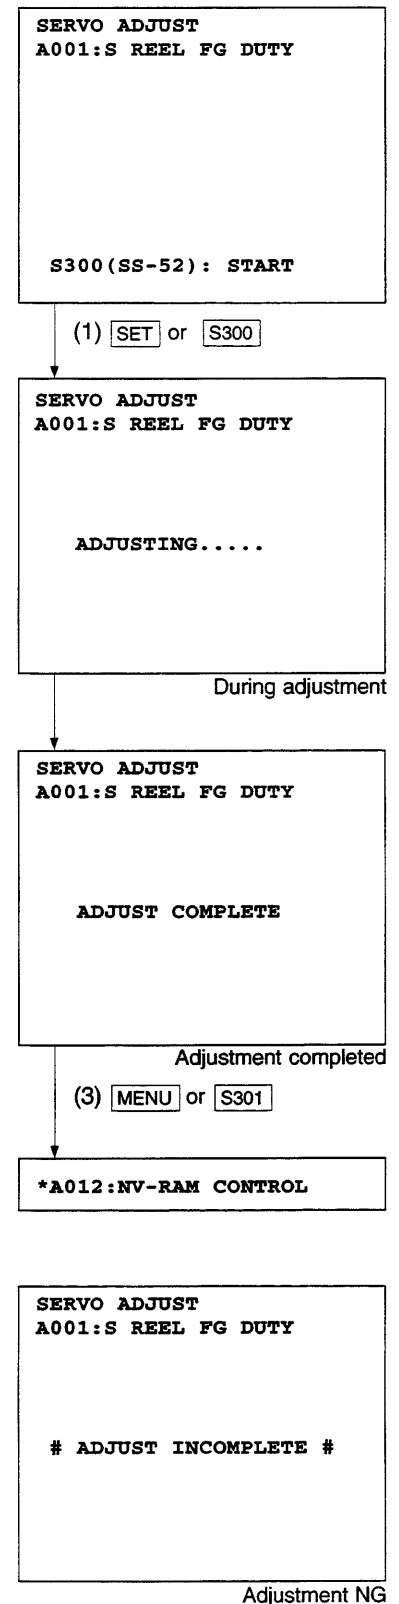 SERVO ADJUST
A001:S REEL FG DUTY
S300(SS-52): START
(1) SET or S300
SERVO ADJUST
A001:S REEL FG DUTY
ADJUSTING.....
During adjustment
SERVO ADJUST
A001:S REEL FG DUTY
ADJUST COMPLETE
Adjustment completed
(3) MENU or S301
*A012:NV-RAM CONTROL
SERVO ADJUST
A001:S REEL FG DUTY
# ADJUST INCOMPLETE #
Adjustment NG